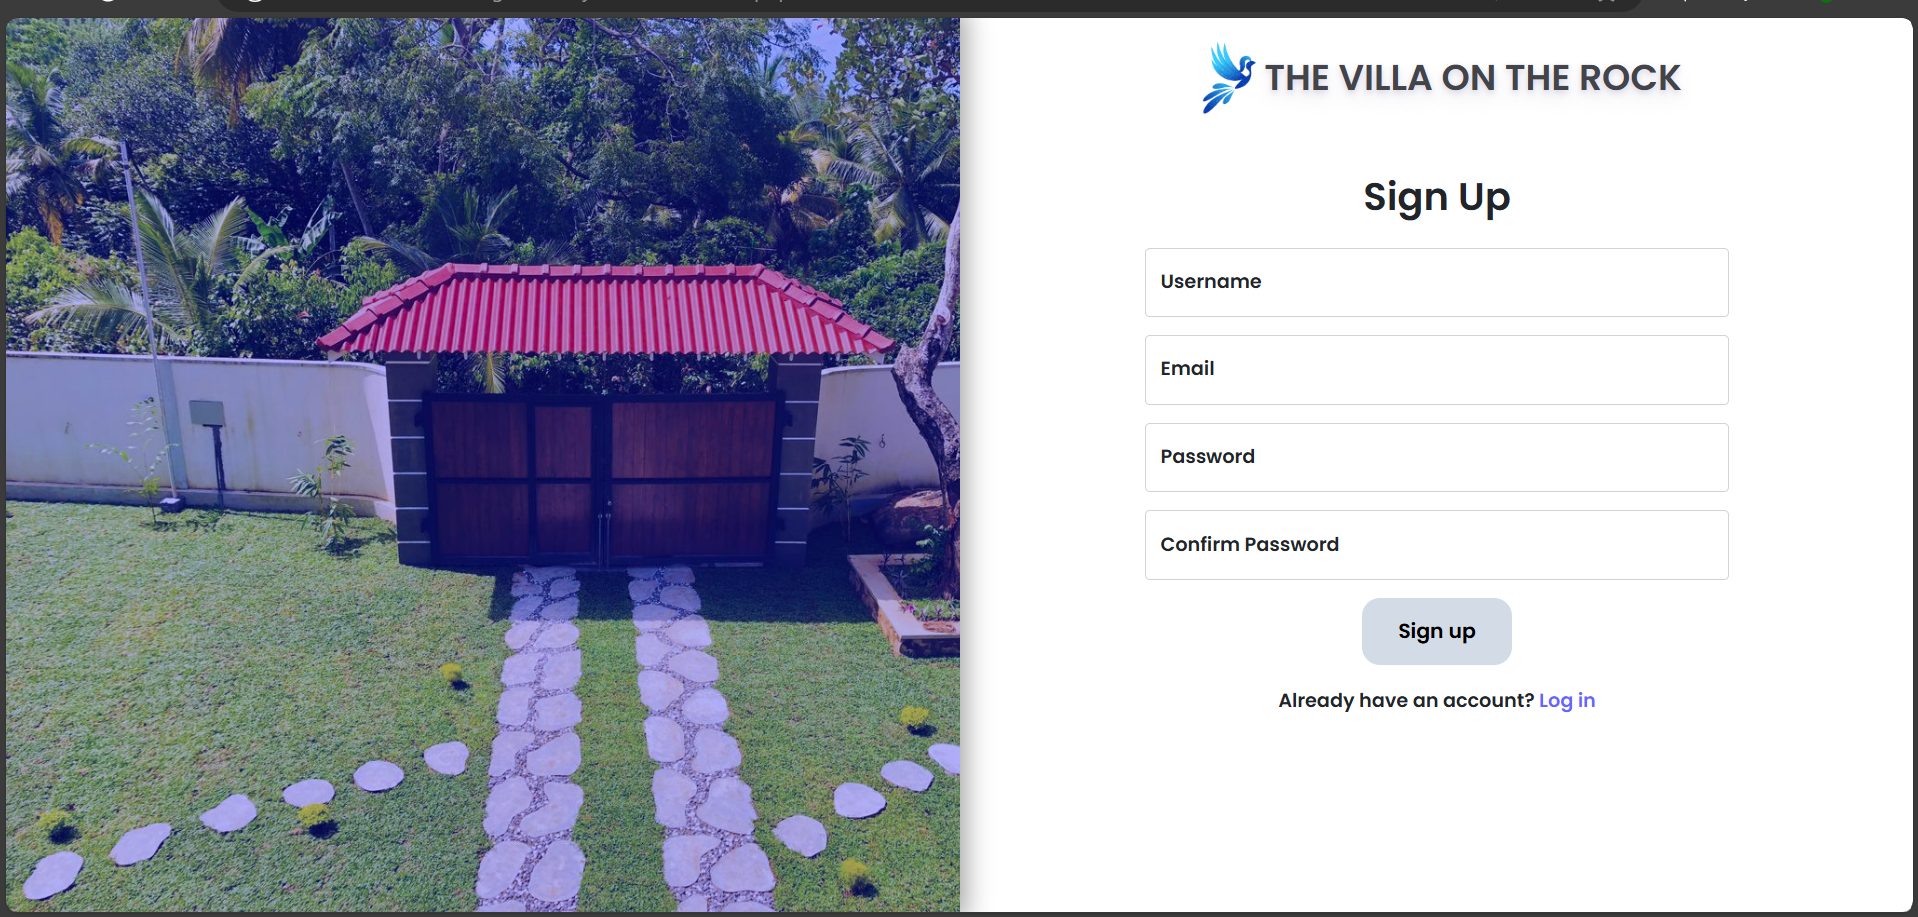 THE VILLA ON THE ROCK
Sign Up
Username
Email
Password
Confirm Password
Sign up
Already have an account? Log in